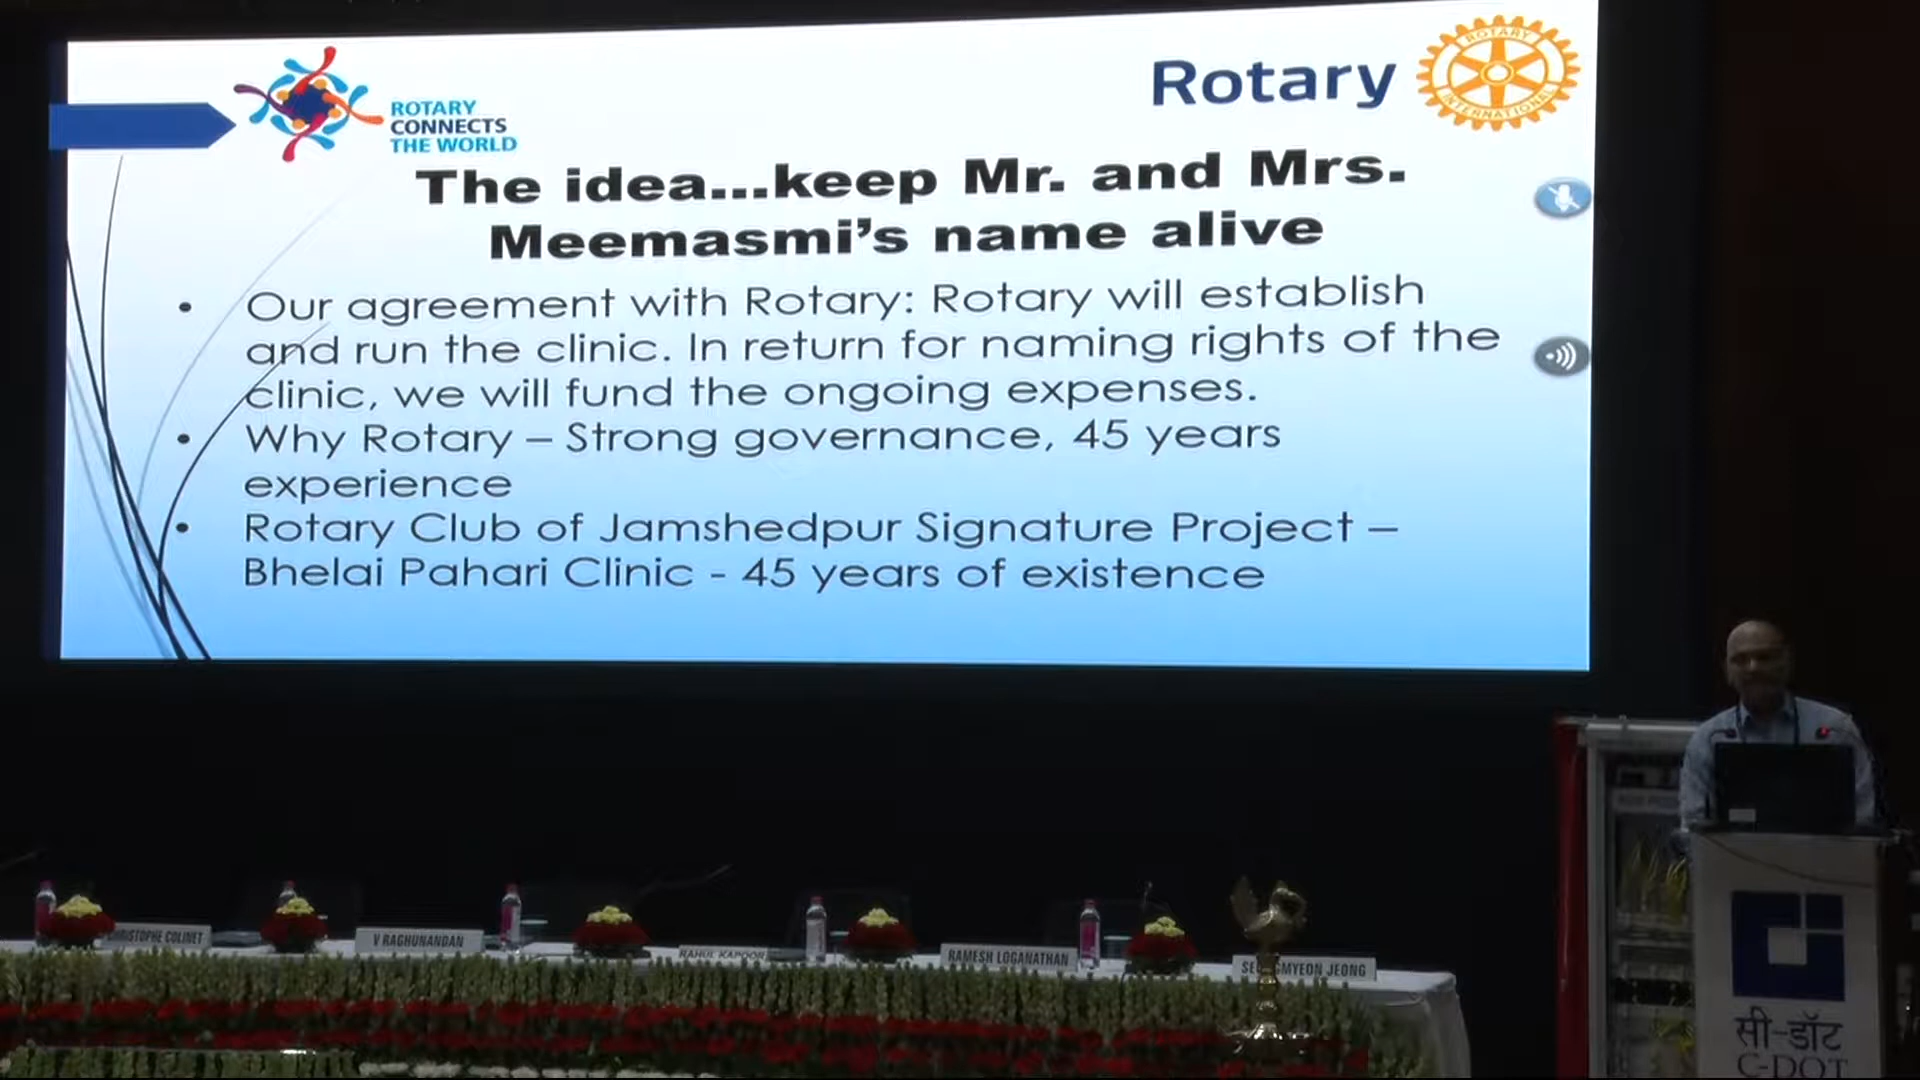 ROTARY
CONNECTS
THE WORLD
Rotary
ROTARY
INTERNATIONAL
The idea...keep Mr. and Mrs.
Meemasmi’s name alive
• Our agreement with Rotary: Rotary will establish
and run the clinic. In return for naming rights of the
clinic, we will fund the ongoing expenses.
• Why Rotary – Strong governance, 45 years
experience
• Rotary Club of Jamshedpur Signature Project –
Bhelai Pahari Clinic - 45 years of existence
CHRISTOPHE COLINET
V RAGHUNANDAN
RAHUL KAPOOR
RAMESH LOGANATHAN
JEONG
सी-डॉट
C-DOT